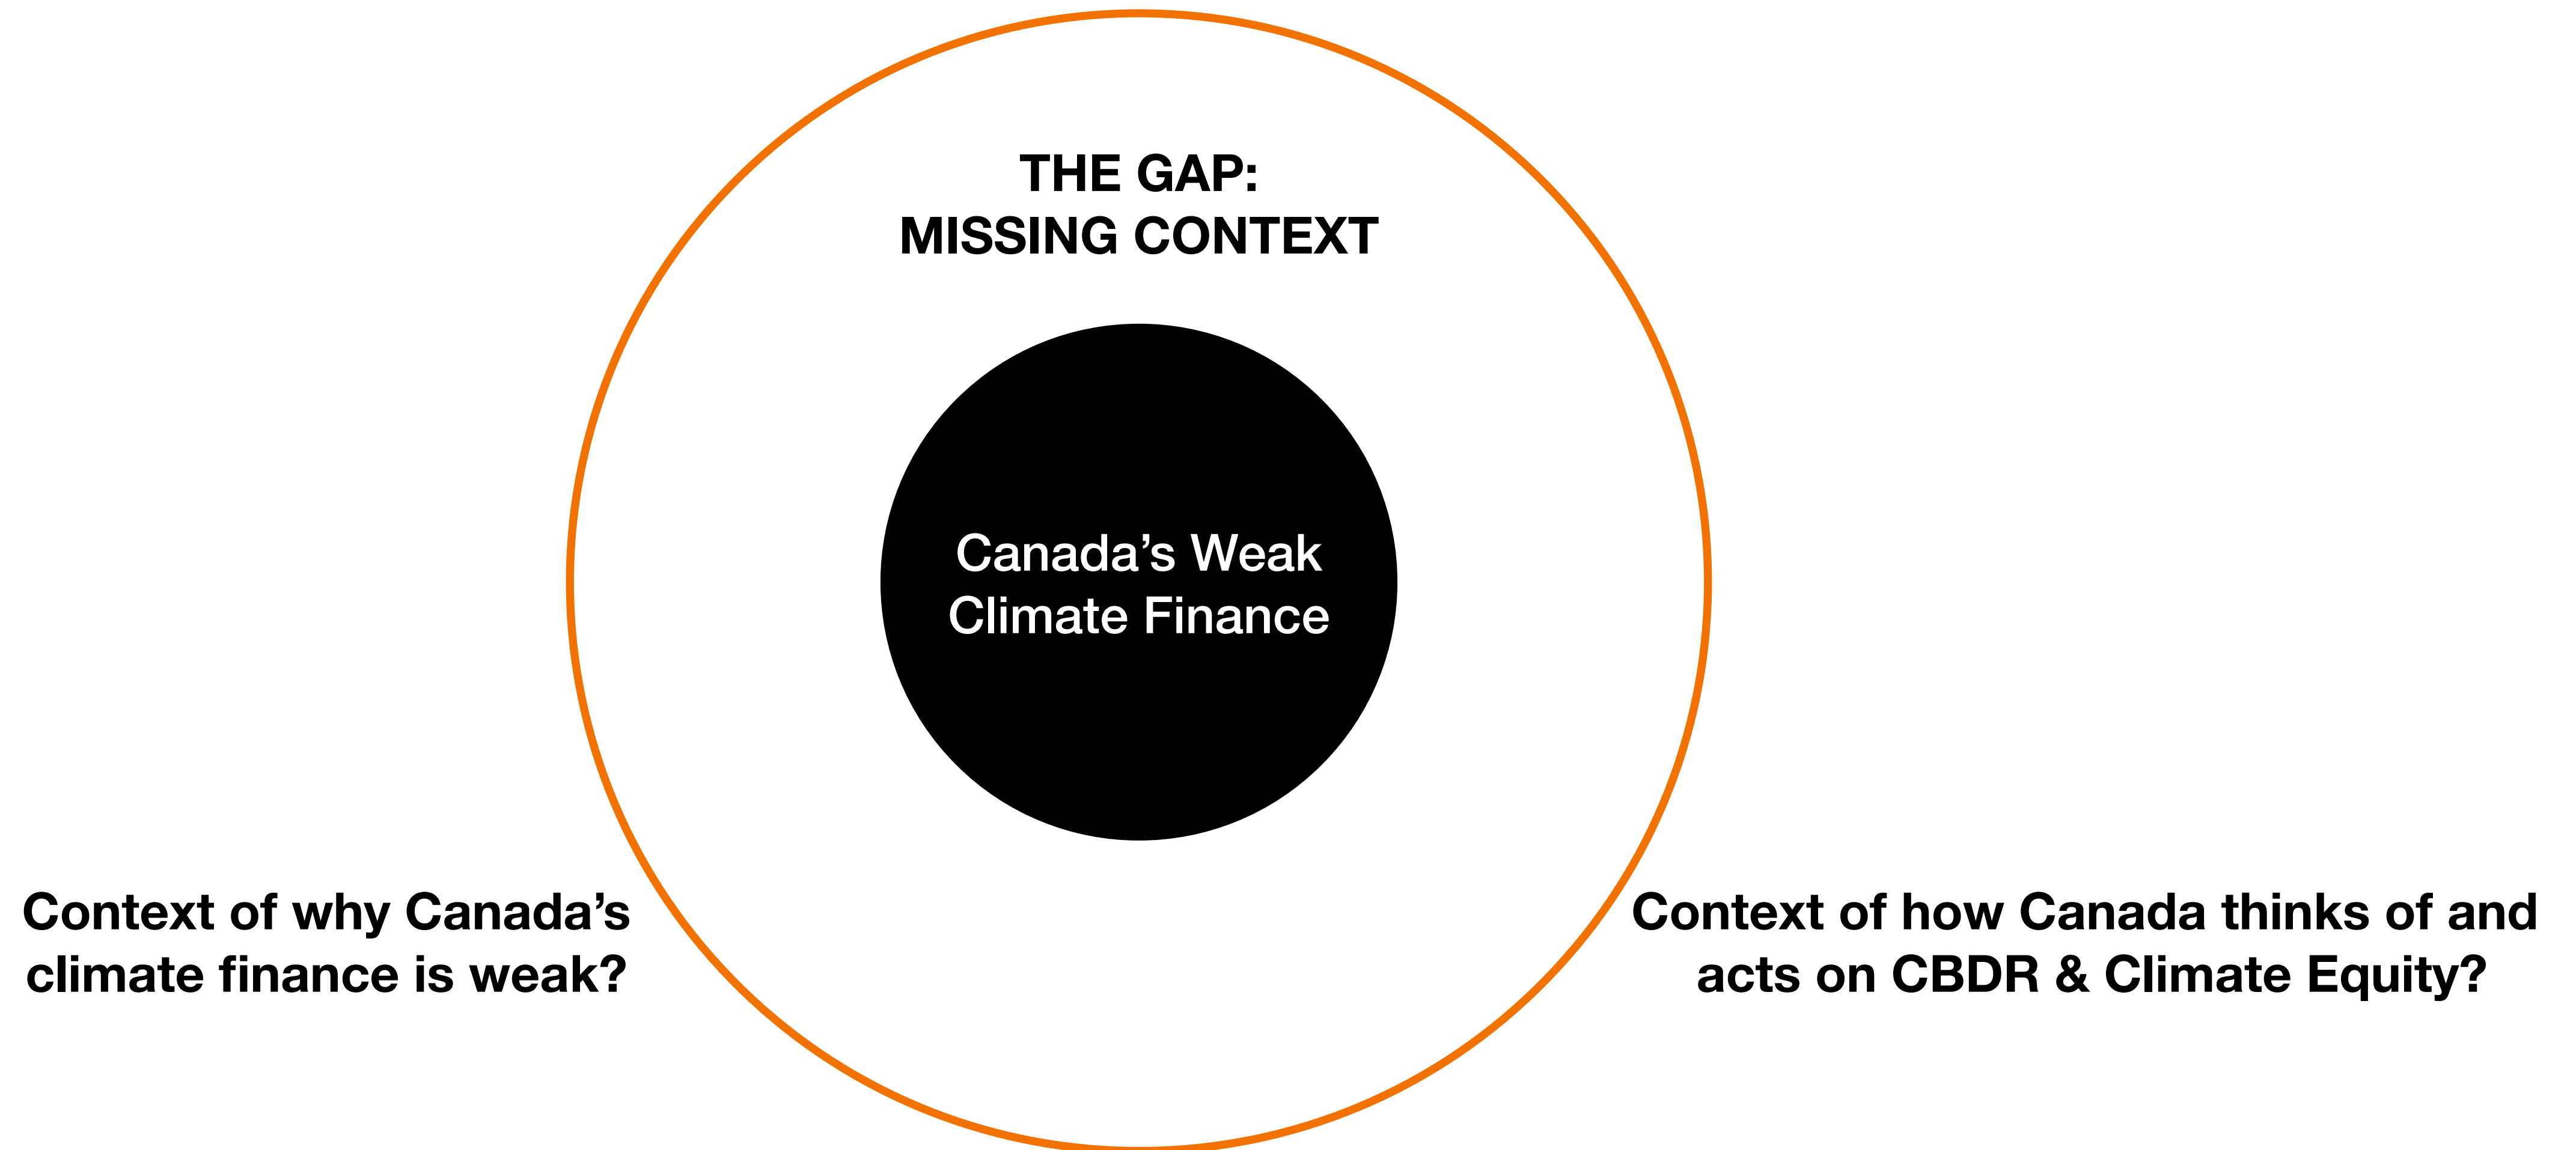 THE GAP:
MISSING CONTEXT
Canada’s Weak
Climate Finance
Context of why Canada’s
climate finance is weak?
Context of how Canada thinks of and
acts on CBDR & Climate Equity?